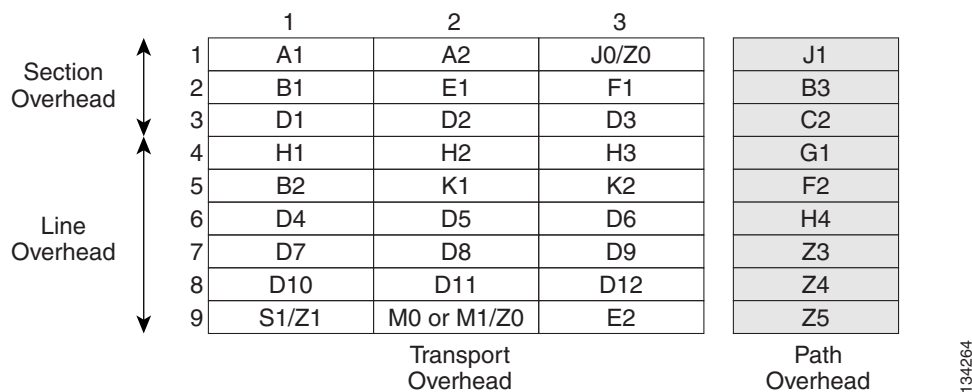 1 2 3
Section
Overhead
1 A1 A2 J0/Z0 J1
2 B1 E1 F1 B3
3 D1 D2 D3 C2
Line
Overhead
4 H1 H2 H3 G1
5 B2 K1 K2 F2
6 D4 D5 D6 H4
7 D7 D8 D9 Z3
8 D10 D11 D12 Z4
9 S1/Z1 M0 or M1/Z0 E2 Z5
Transport
Overhead
Path
Overhead
134264